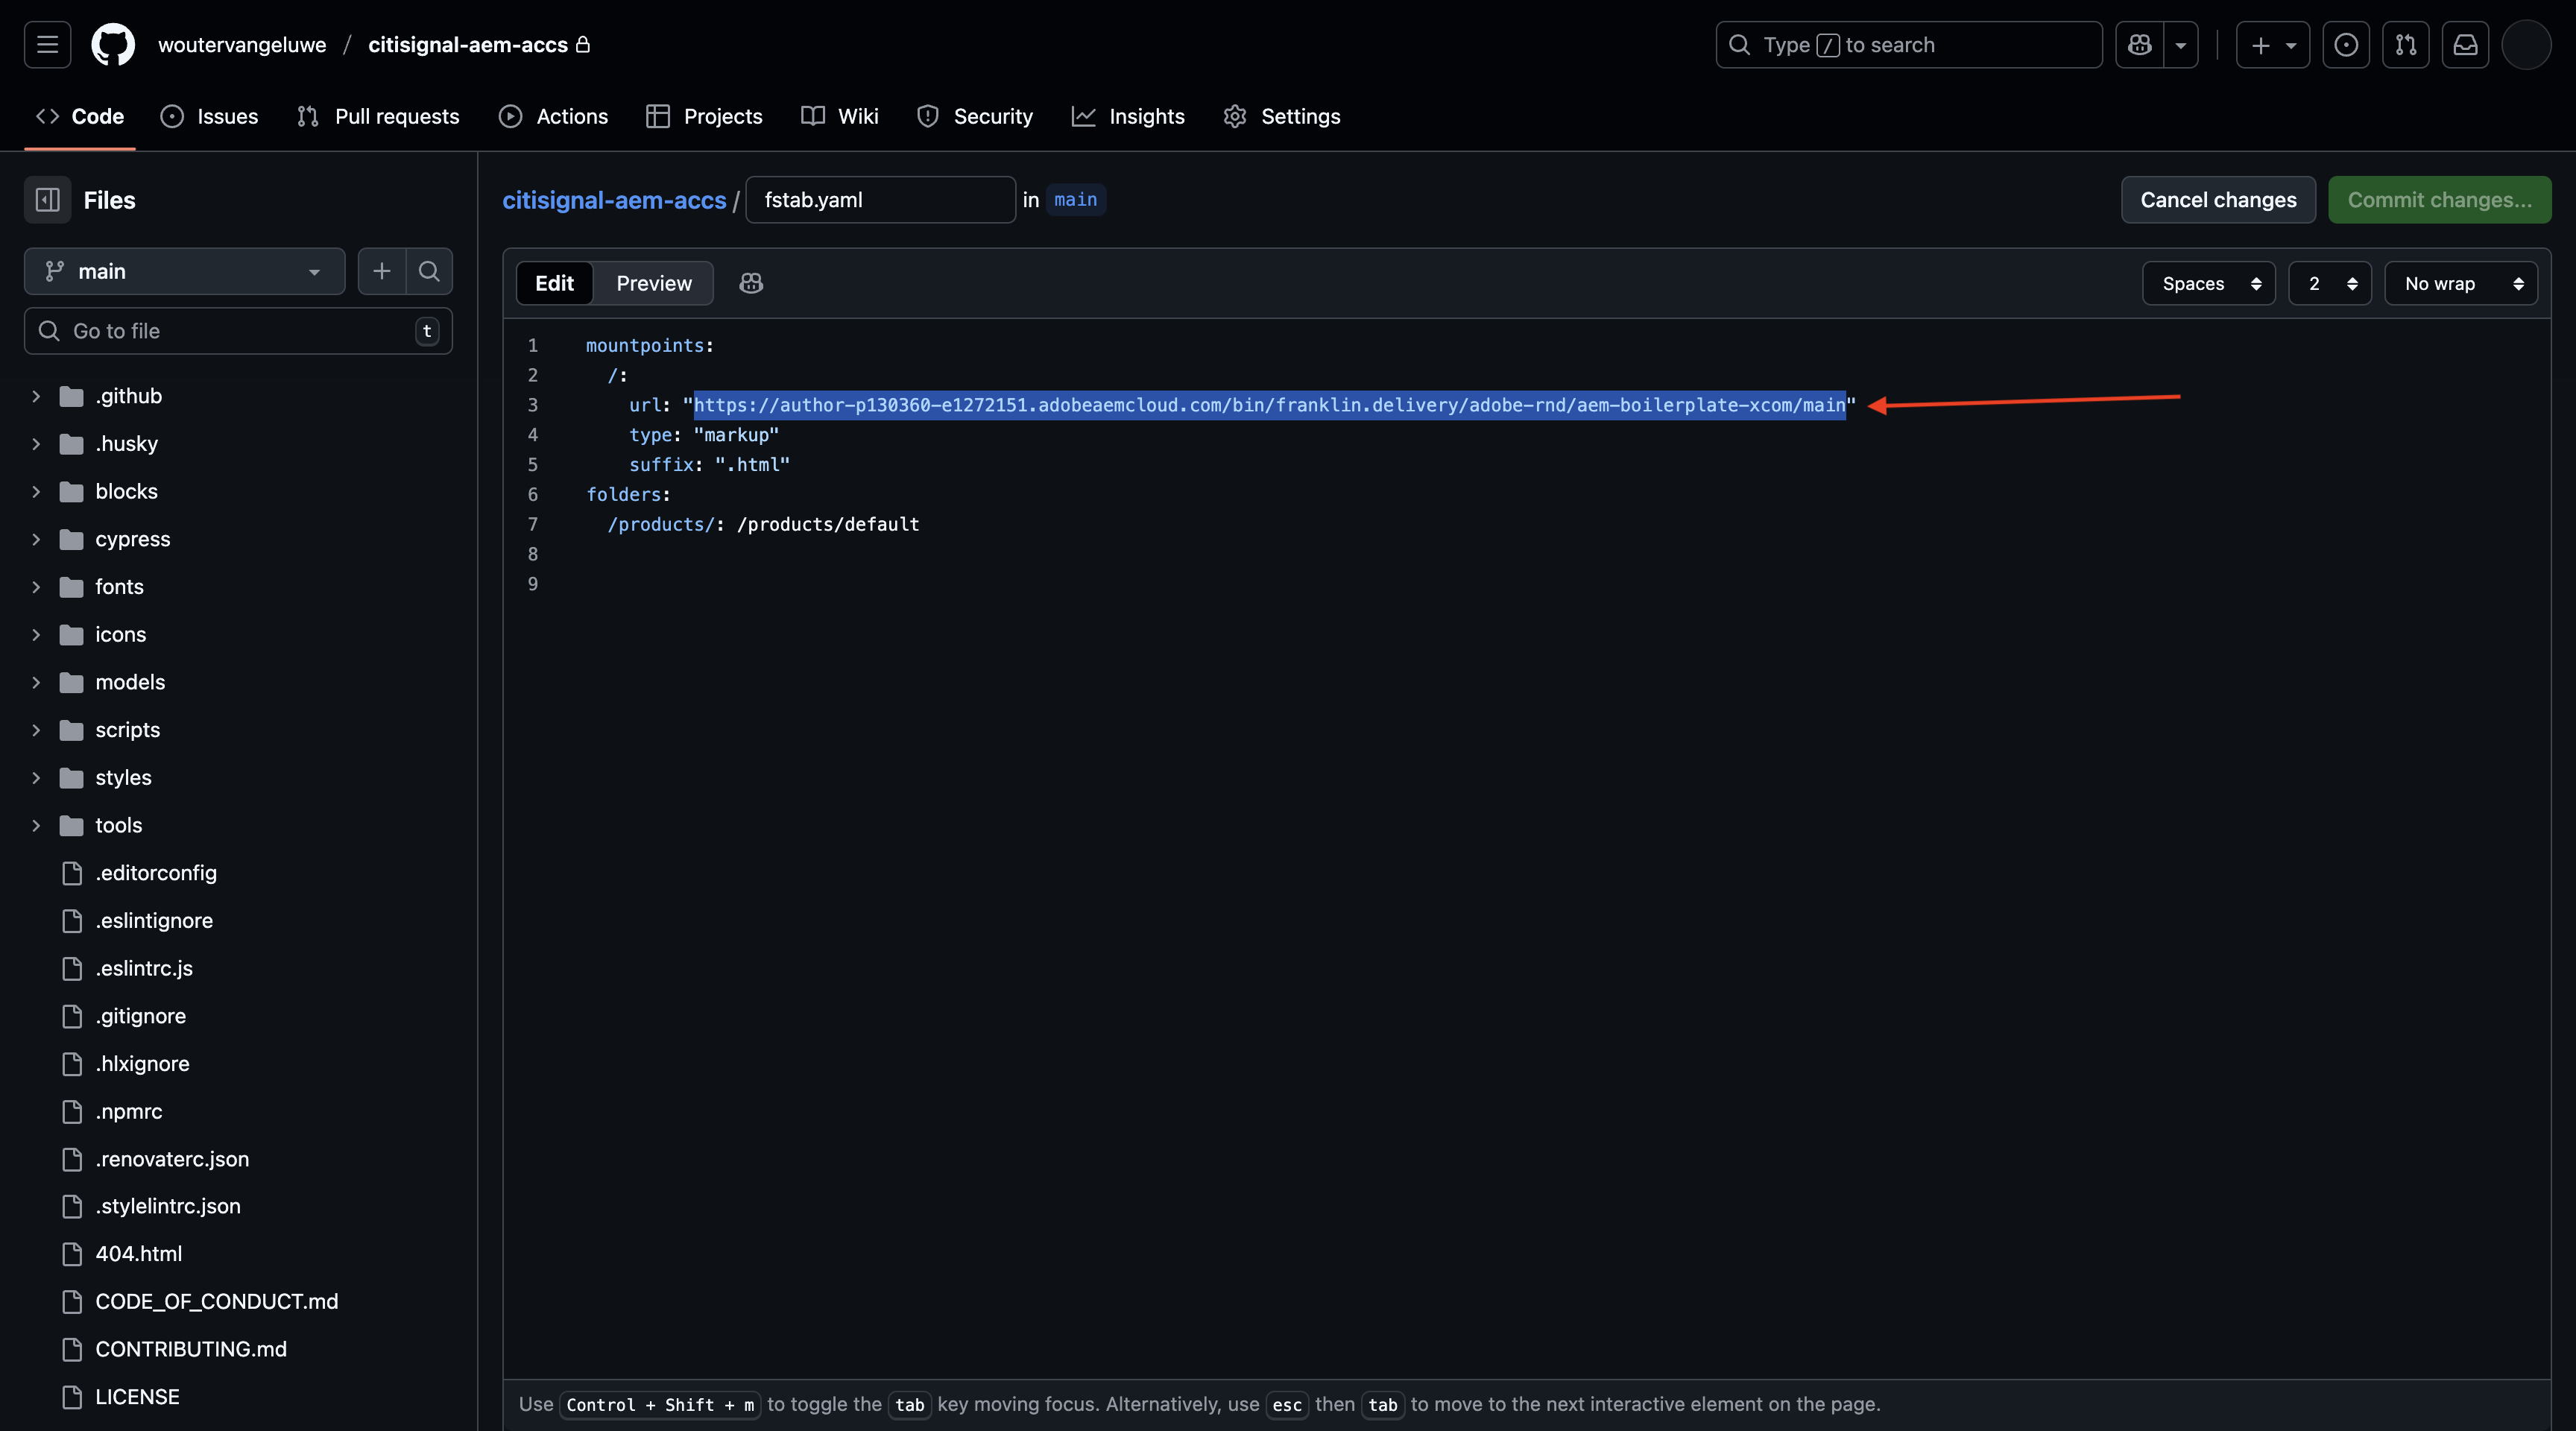 woutervangeluwe / citisignal-aem-accs
Type / to search
Code
Issues
Pull requests
Actions
Projects
Wiki
Security
Insights
Settings
Files
main
Go to file
t
.github
.husky
blocks
cypress
fonts
icons
models
scripts
styles
tools
.editorconfig
.eslintignore
.eslintrc.js
.gitignore
.hlxignore
.npmrc
.renovaterc.json
.stylelintrc.json
404.html
CODE_OF_CONDUCT.md
CONTRIBUTING.md
LICENSE
citisignal-aem-accs / fstab.yaml in main
Cancel changes
Commit changes...
Edit
Preview
Spaces
2
No wrap
1 mountpoints:
2 /:
3 url: "https://author-p130360-e1272151.adobeaemcloud.com/bin/franklin.delivery/adobe-rnd/aem-boilerplate-xcom/main"
4 type: "markup"
5 suffix: ".html"
6 folders:
7 /products/: /products/default
8
9
Use Control + Shift + m to toggle the tab key moving focus. Alternatively, use esc then tab to move to the next interactive element on the page.